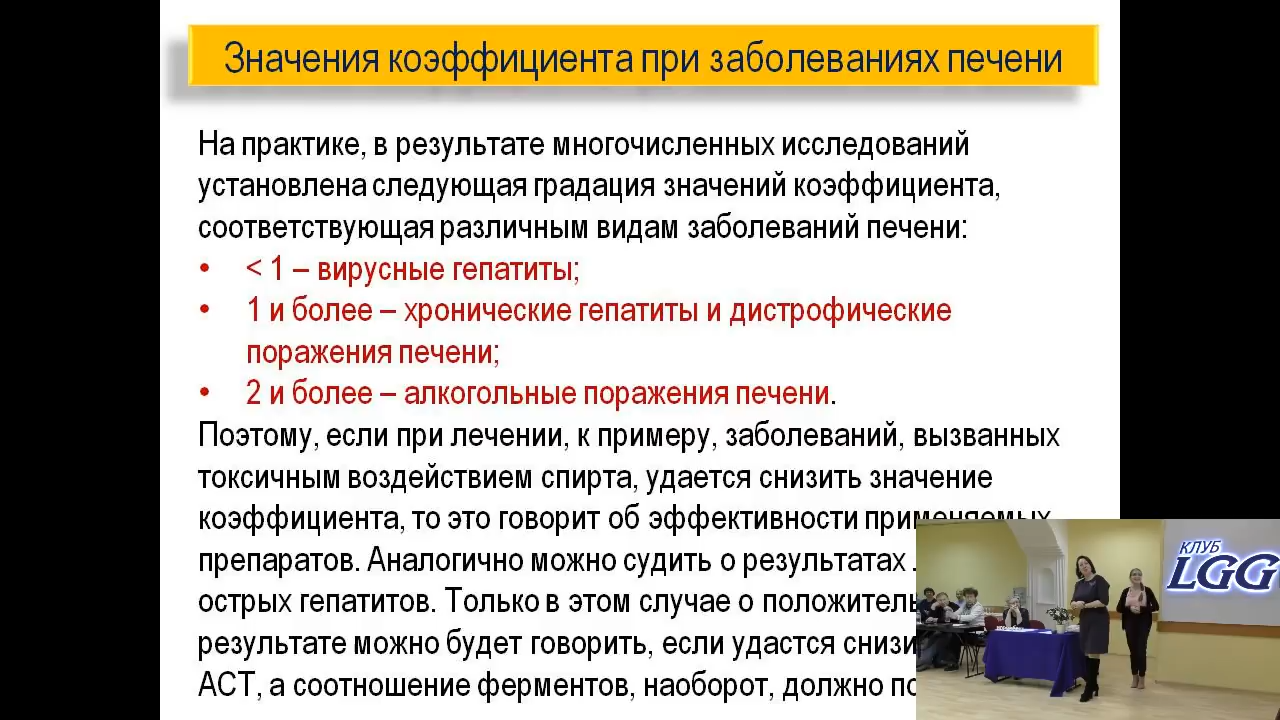 Значения коэффициента при заболеваниях печени
На практике, в результате многочисленных исследований
установлена следующая градация значений коэффициента,
соответствующая различным видам заболеваний печени:
• < 1 – вирусные гепатиты;
• 1 и более – хронические гепатиты и дистрофические
поражения печени;
• 2 и более – алкогольные поражения печени.
Поэтому, если при лечении, к примеру, заболеваний, вызванных
токсичным воздействием спирта, удается снизить значение
коэффициента, то это говорит об эффективности применяемых
препаратов. Аналогично можно судить о результатах
острых гепатитов. Только в этом случае о
результате можно будет говорить, если удастся
АСТ, а соотношение ферментов, наоборот, должно
КЛУБ
LGG